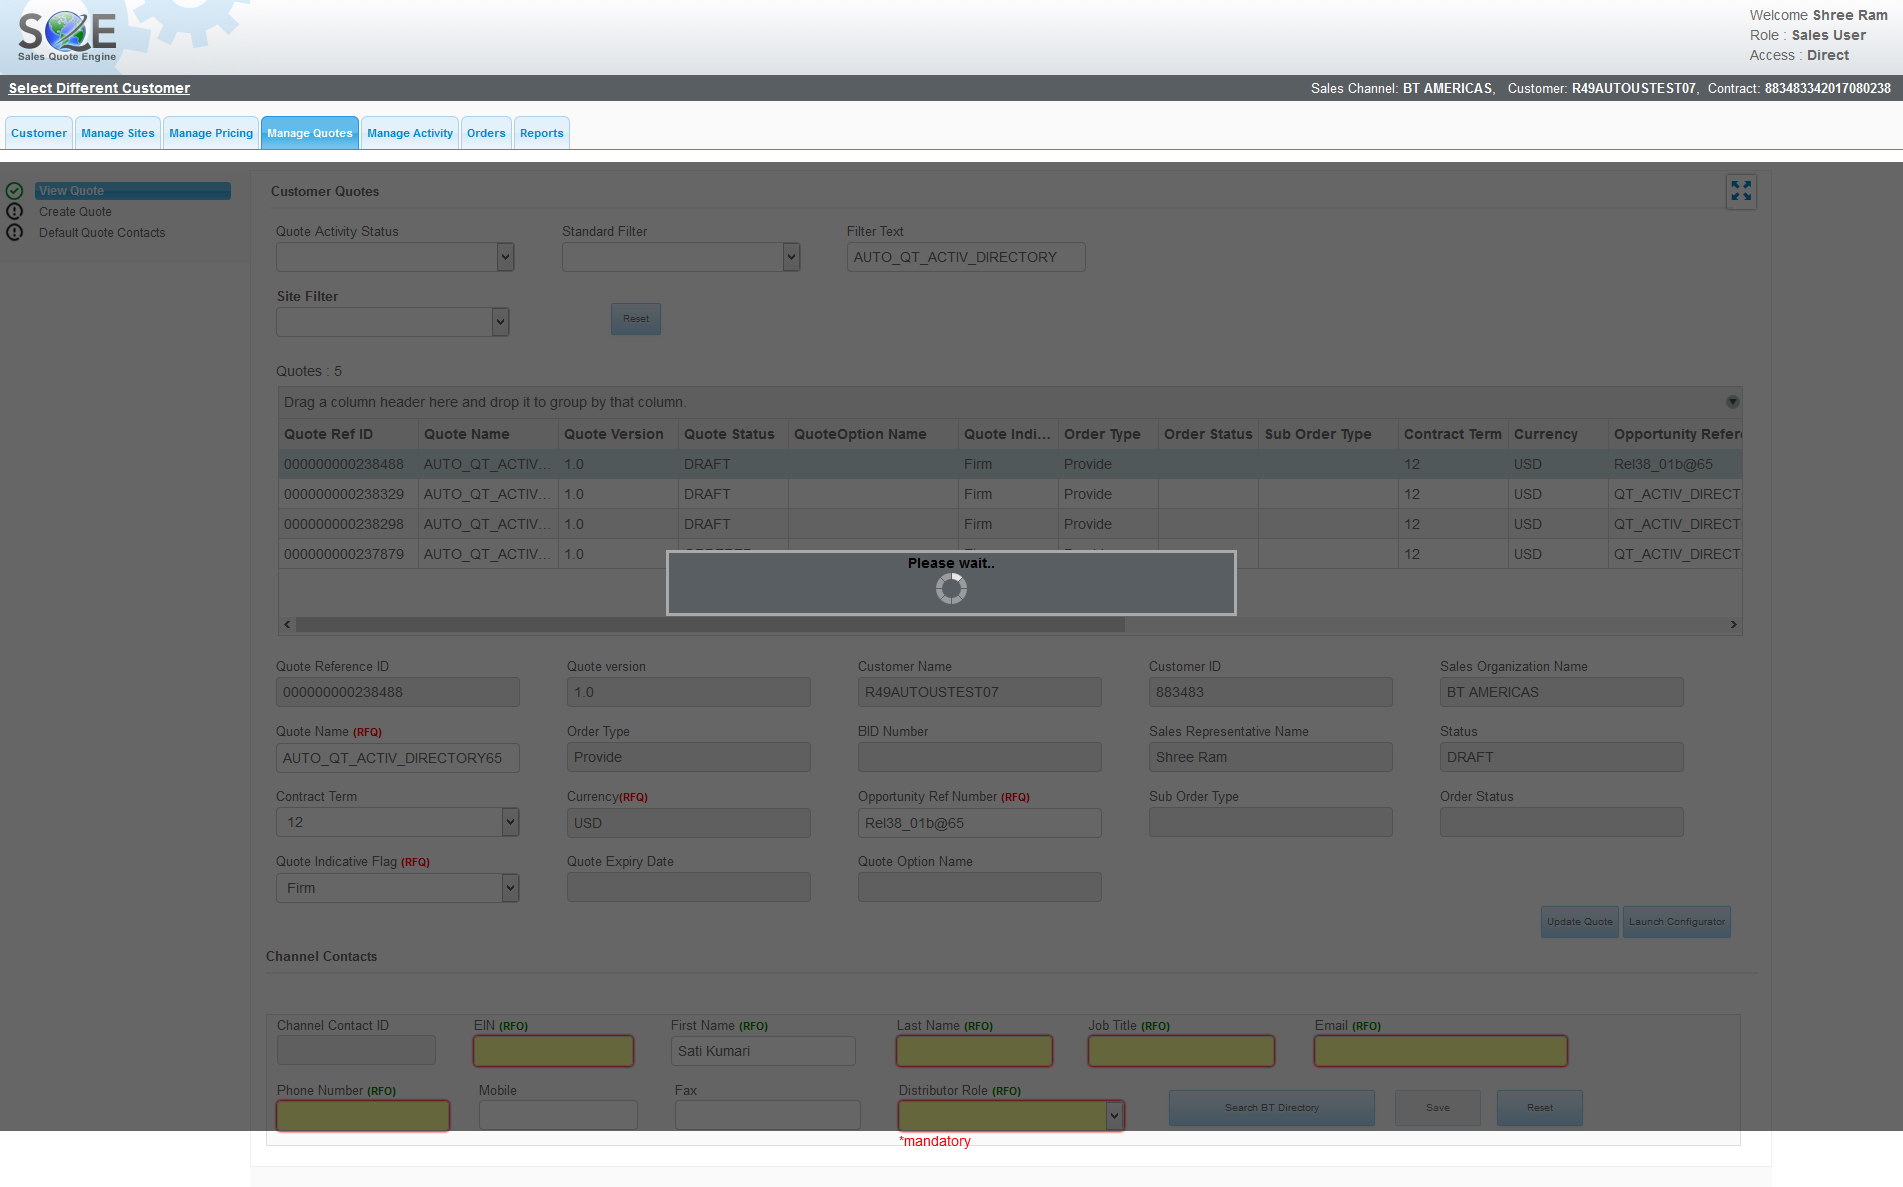 SQE
Sales Quote Engine
Welcome Shree Ram
Role : Sales User
Access : Direct
Select Different Customer
Sales Channel: BT AMERICAS, Customer: R49AUTOUSTEST07, Contract: 883483342017080238
Customer Manage Sites Manage Pricing Manage Quotes Manage Activity Orders Reports
View Quote
Create Quote
Default Quote Contacts
Customer Quotes
Quote Activity Status Standard Filter Filter Text
AUTO_QT_ACTIV_DIRECTORY
Site Filter
Reset
Quotes : 5
Drag a column header here and drop it to group by that column.
Quote Ref ID Quote Name Quote Version Quote Status QuoteOption Name Quote Indi... Order Type Order Status Sub Order Type Contract Term Currency Opportunity Refer
000000000238488 AUTO_QT_ACTIV... 1.0 DRAFT Firm Provide 12 USD Rel38_01b@65
000000000238329 AUTO_QT_ACTIV... 1.0 DRAFT Firm Provide 12 USD QT_ACTIV_DIRECT
000000000238298 AUTO_QT_ACTIV... 1.0 DRAFT Firm Provide 12 USD QT_ACTIV_DIRECT
000000000237879 AUTO_QT_ACTIV... 1.0 12 USD QT_ACTIV_DIRECT
Please wait..
Quote Reference ID Quote version Customer Name Customer ID Sales Organization Name
000000000238488 1.0 R49AUTOUSTEST07 883483 BT AMERICAS
Quote Name (RFQ) Order Type BID Number Sales Representative Name Status
AUTO_QT_ACTIV_DIRECTORY65 Provide Shree Ram DRAFT
Contract Term Currency(RFQ) Opportunity Ref Number (RFQ) Sub Order Type Order Status
12 USD Rel38_01b@65
Quote Indicative Flag (RFQ) Quote Expiry Date Quote Option Name
Firm
Update Quote Launch Configurator
Channel Contacts
Channel Contact ID EIN (RFO) First Name (RFO) Last Name (RFO) Job Title (RFO) Email (RFO)
Sati Kumari
Phone Number (RFO) Mobile Fax Distributor Role (RFO)
Search BT Directory Save Reset
*mandatory